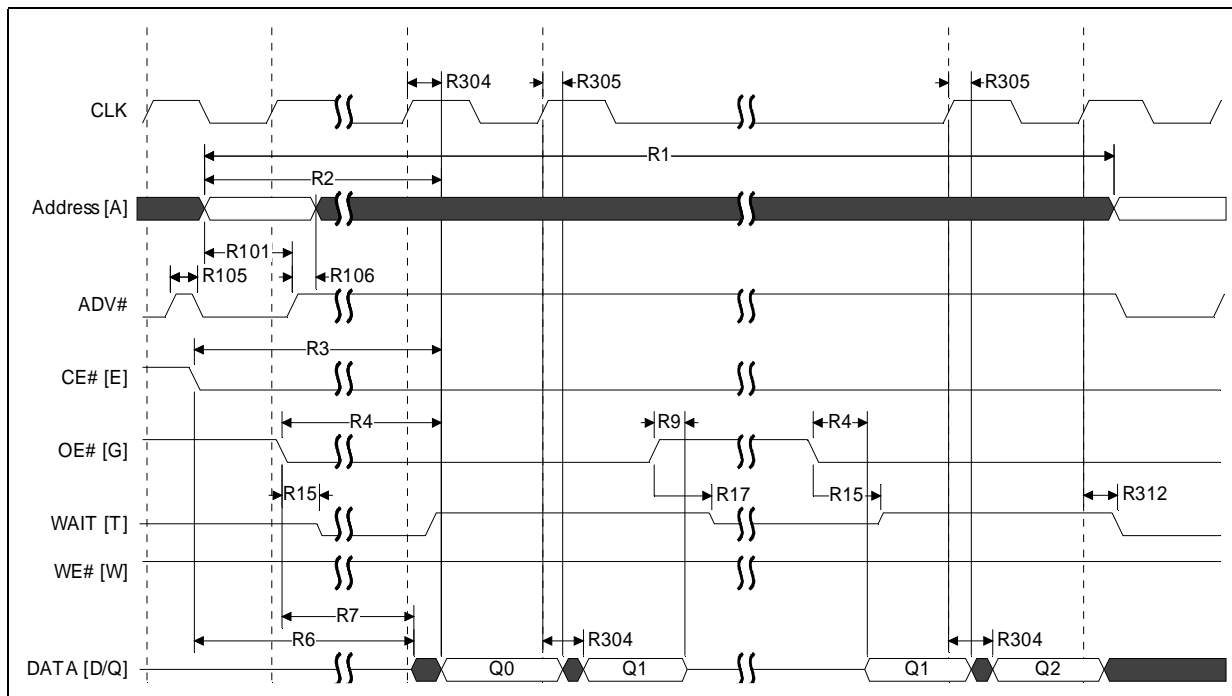 R304 R305 R305
CLK
R1
R2
Address [A]
R101
R105 R106
ADV#
R3
CE# [E]
R4 R9 R4
OE# [G]
R15 R17 R15 R312
WAIT [T]
WE# [W]
R7
R6 R304 R304
DATA [D/Q] Q0 Q1 Q1 Q2